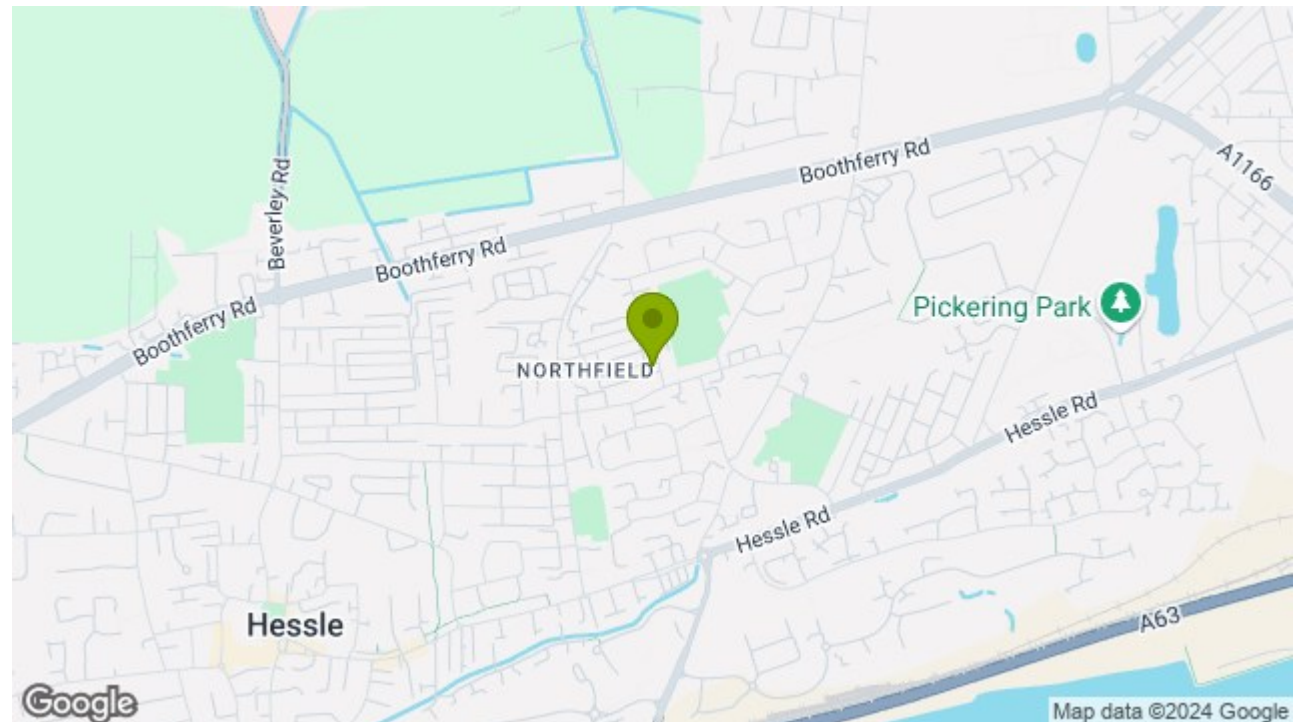 Boothferry Rd
A1166
Beverley Rd
Boothferry Rd
Boothferry Rd
Pickering Park
NORTHFIELD
Hessle Rd
Hessle Rd
Hessle
A63
Google
Map data ©2024 Google